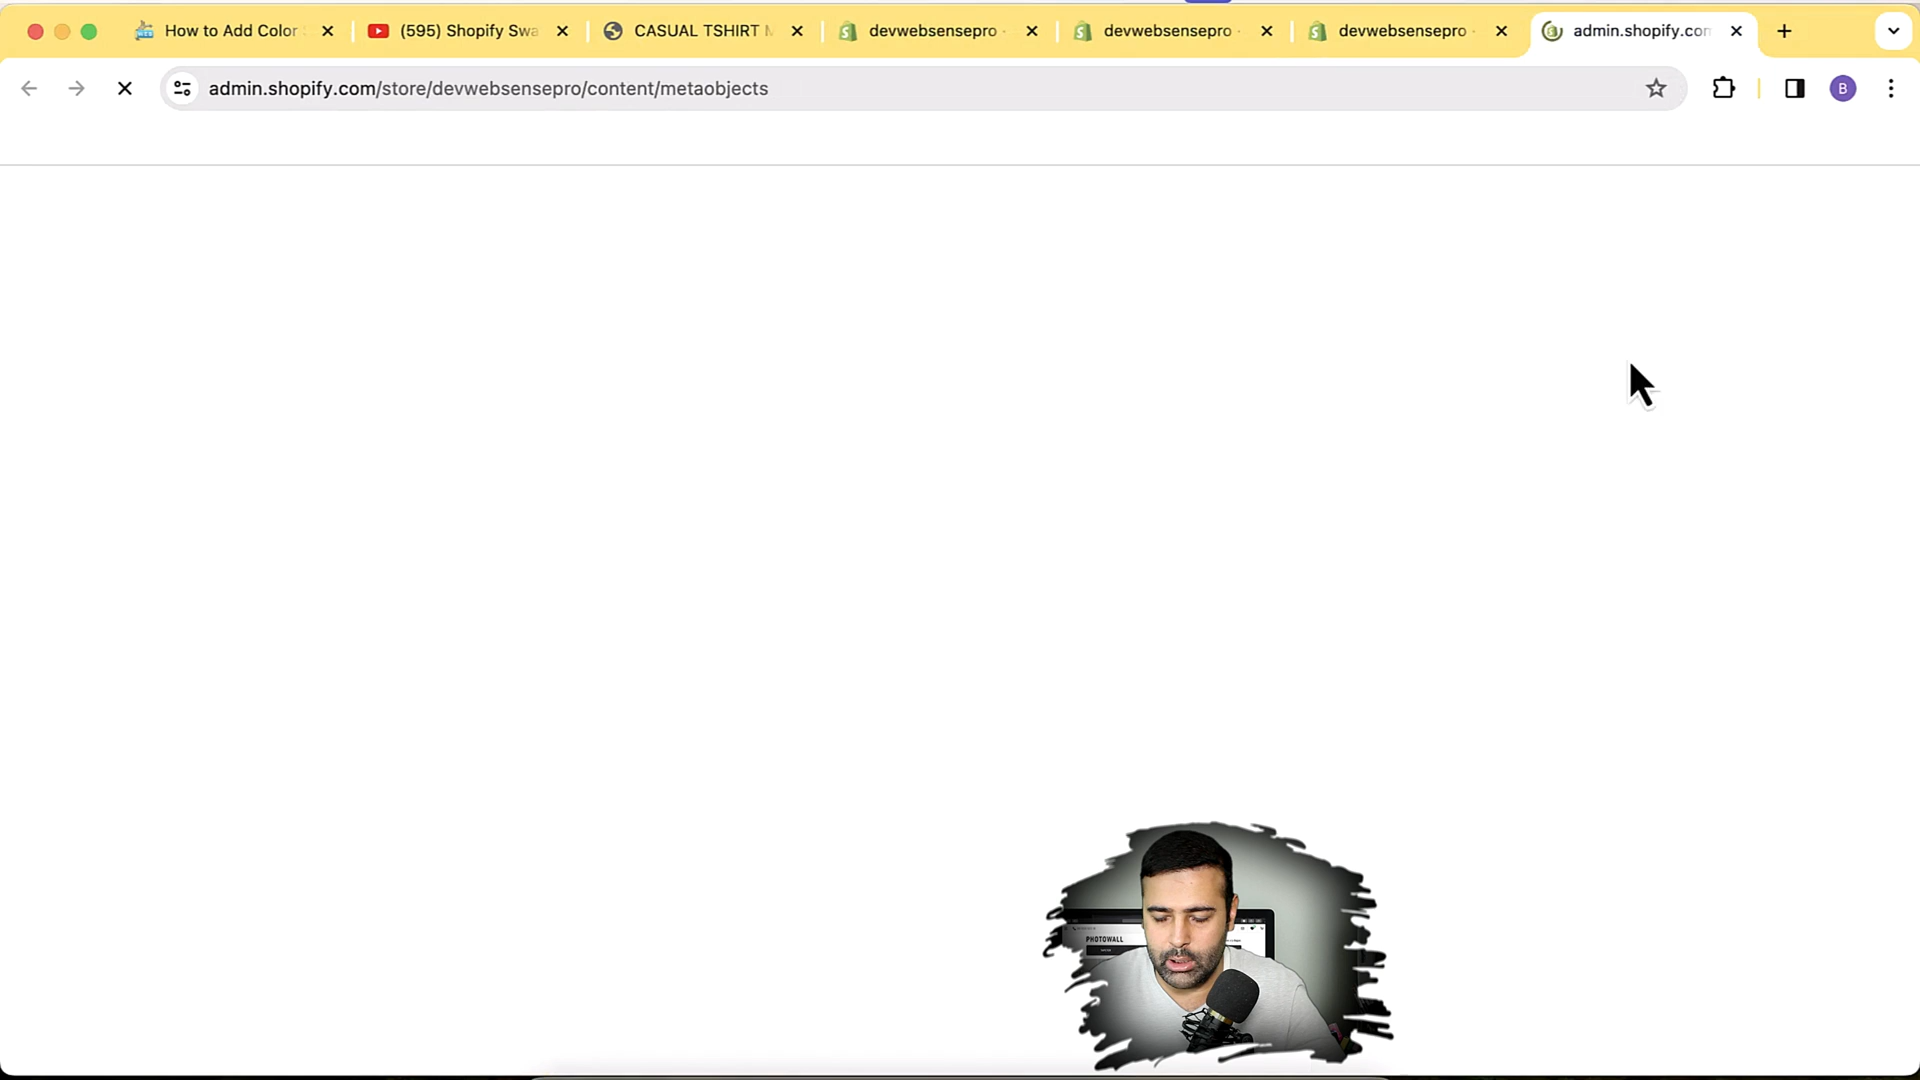 How to Add Color
(595) Shopify Swa
CASUAL TSHIRT M
devwebsensepro ·
devwebsensepro ·
devwebsensepro ·
admin.shopify.con
admin.shopify.com/store/devwebsensepro/content/metaobjects
B
PHOTOWALL